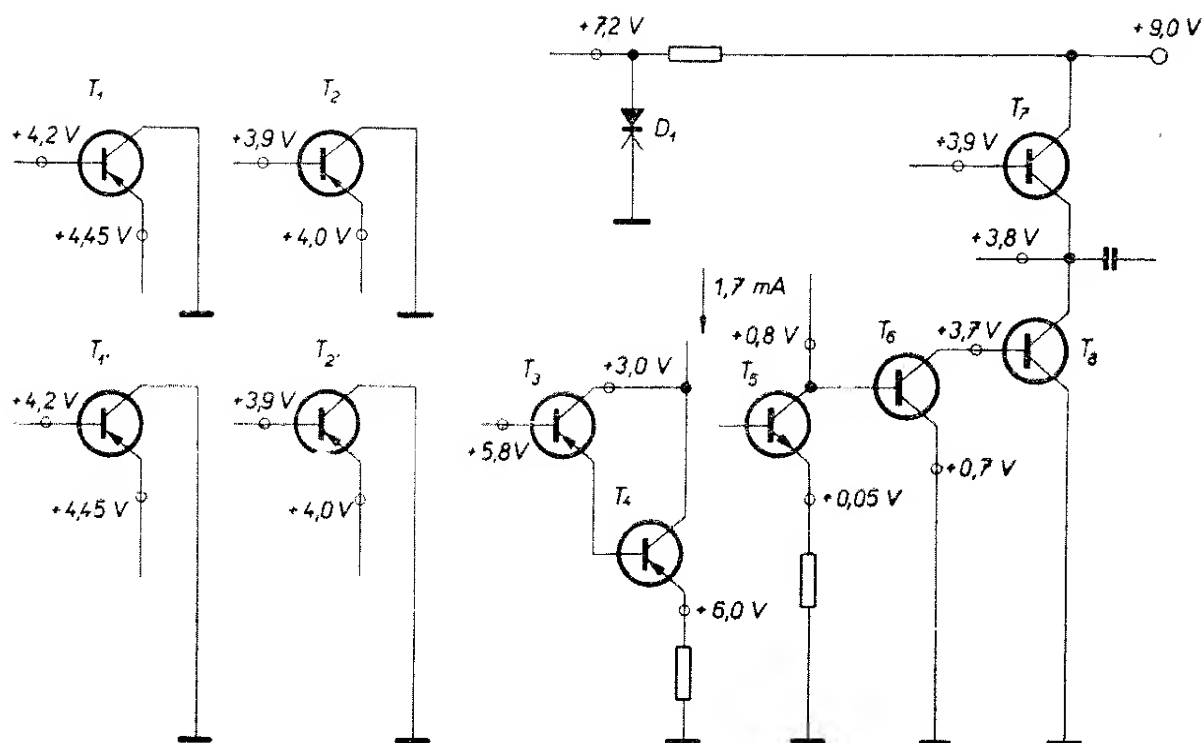 +7,2 V
+9,0 V
T1
T2
D1
T7
+4,2 V
+3,9 V
+3,9 V
+4,45 V
+4,0 V
+3,8 V
1,7 mA
+0,8 V
T6
+3,7 V
T8
T1'
T2'
T3
+3,0 V
T5
+4,2 V
+3,9 V
+5,8 V
+0,7 V
+4,45 V
+4,0 V
T4
+0,05 V
+6,0 V